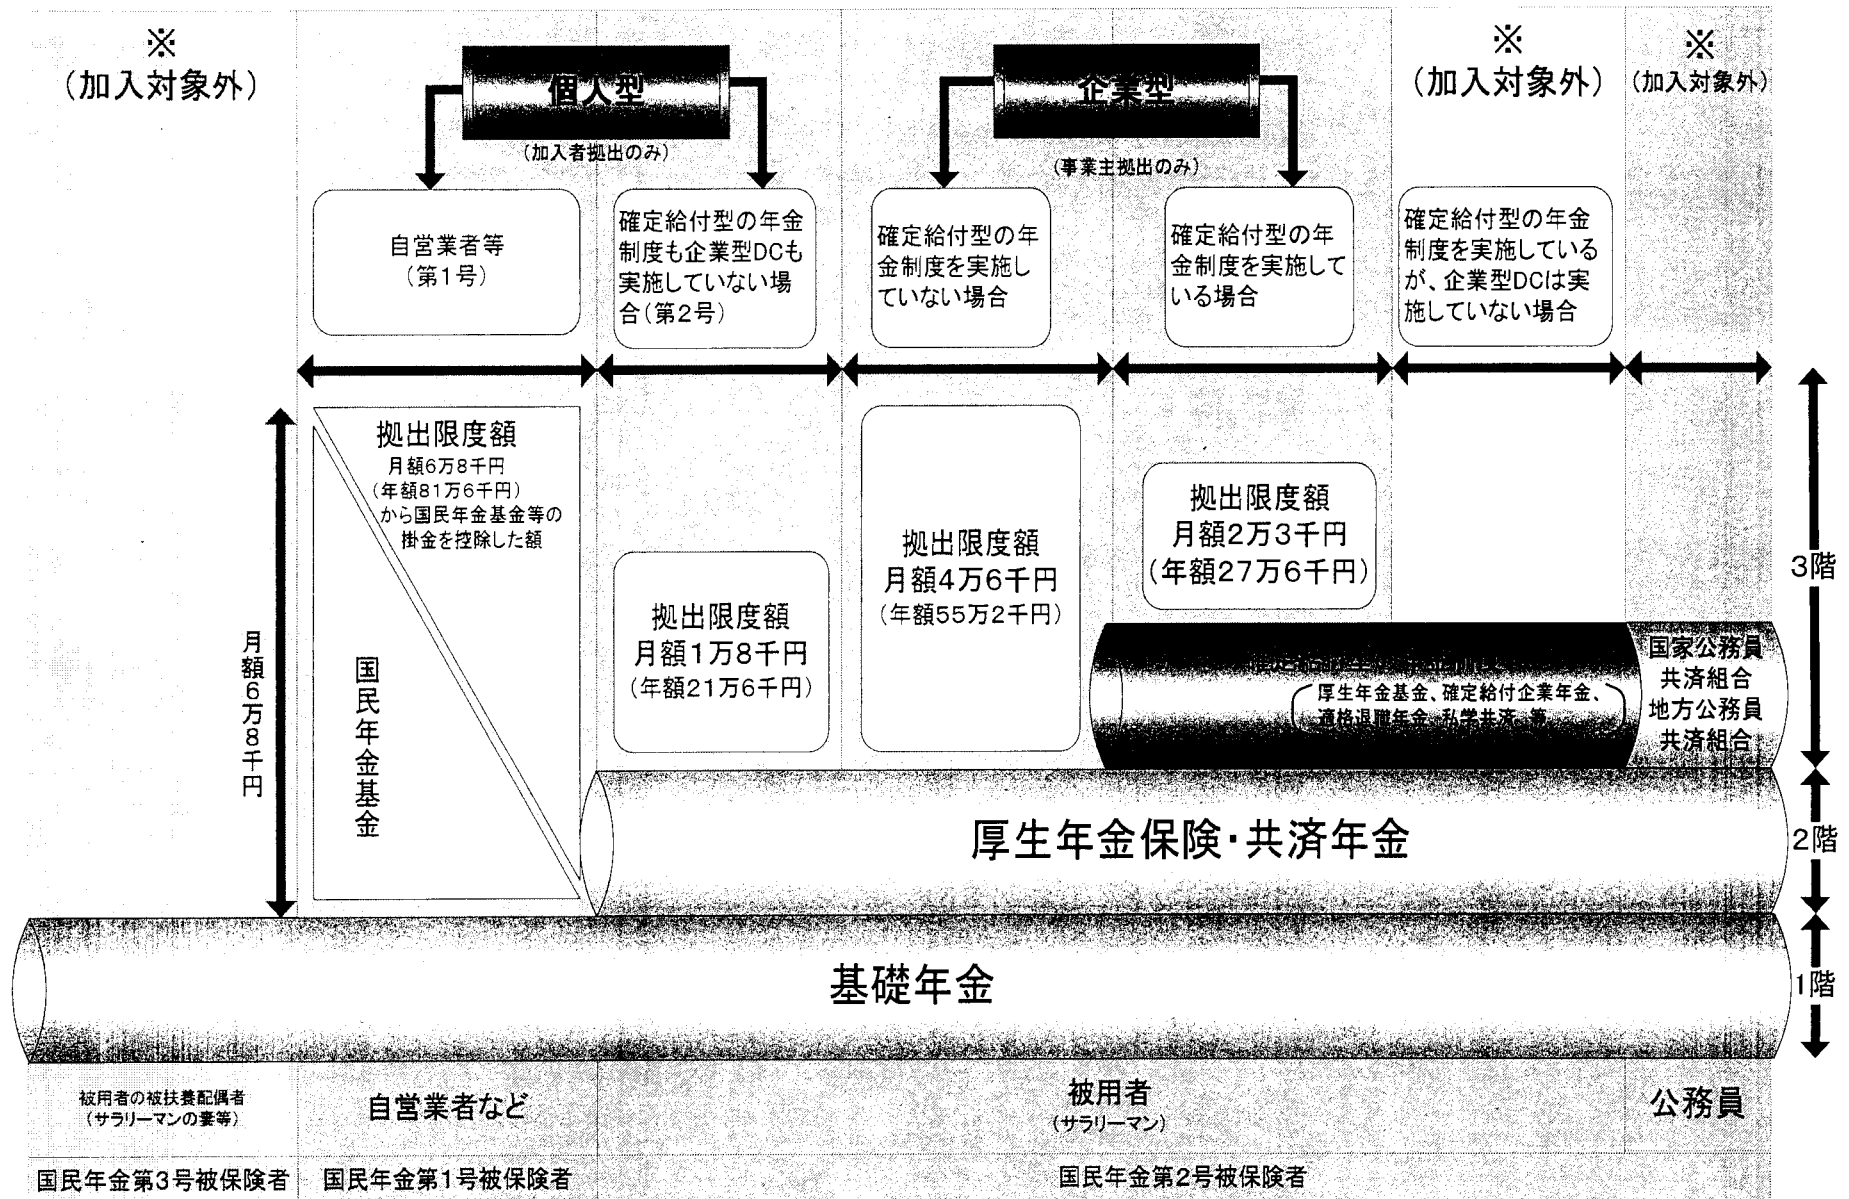 ※
(加入対象外)
個人型
(加入者拠出のみ)
企業型
(事業主拠出のみ)
※
(加入対象外)
※
(加入対象外)
自営業者等
(第1号)
確定給付型の年金
制度も企業型DCも
実施していない場
合(第2号)
確定給付型の年
金制度を実施し
ていない場合
確定給付型の年
金制度を実施して
いる場合
確定給付型の年金
制度を実施している
が、企業型DCは実
施していない場合
月額6万8千円
拠出限度額
月額6万8千円
(年額81万6千円)
から国民年金基金等の
掛金を控除した額
国民年金基金
拠出限度額
月額1万8千円
(年額21万6千円)
拠出限度額
月額4万6千円
(年額55万2千円)
拠出限度額
月額2万3千円
(年額27万6千円)
厚生年金基金、確定給付企業年金、
適格退職年金、私学共済 等
国家公務員
共済組合
地方公務員
共済組合
3階
厚生年金保険・共済年金
2階
基礎年金
1階
被用者の被扶養配偶者
(サラリーマンの妻等)
自営業者など
被用者
(サラリーマン)
公務員
国民年金第3号被保険者
国民年金第1号被保険者
国民年金第2号被保険者